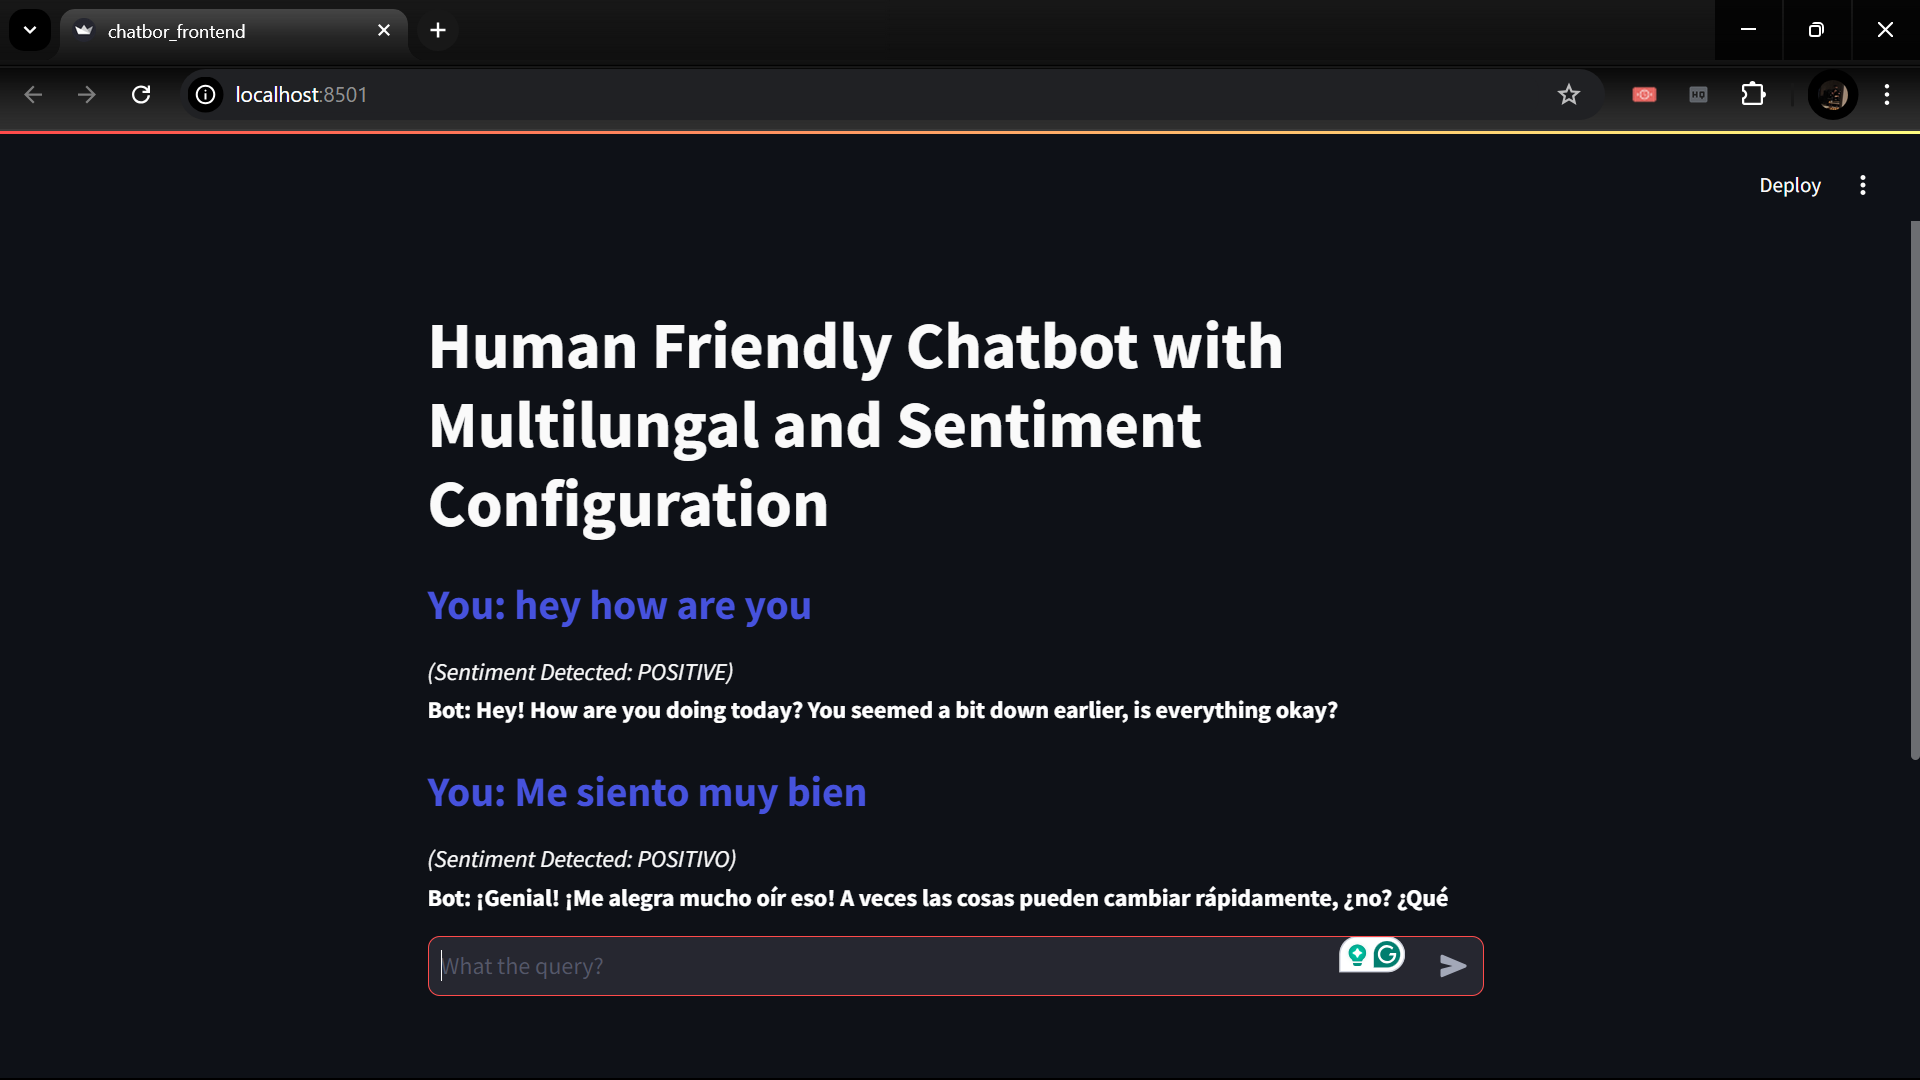 chatbor_frontend
localhost:8501
HQ
Deploy
Human Friendly Chatbot with
Multilungal and Sentiment
Configuration
You: hey how are you
(Sentiment Detected: POSITIVE)
Bot: Hey! How are you doing today? You seemed a bit down earlier, is everything okay?
You: Me siento muy bien
(Sentiment Detected: POSITIVO)
Bot: ¡Genial! ¡Me alegra mucho oír eso! A veces las cosas pueden cambiar rápidamente, ¿no? ¿Qué
What the query?